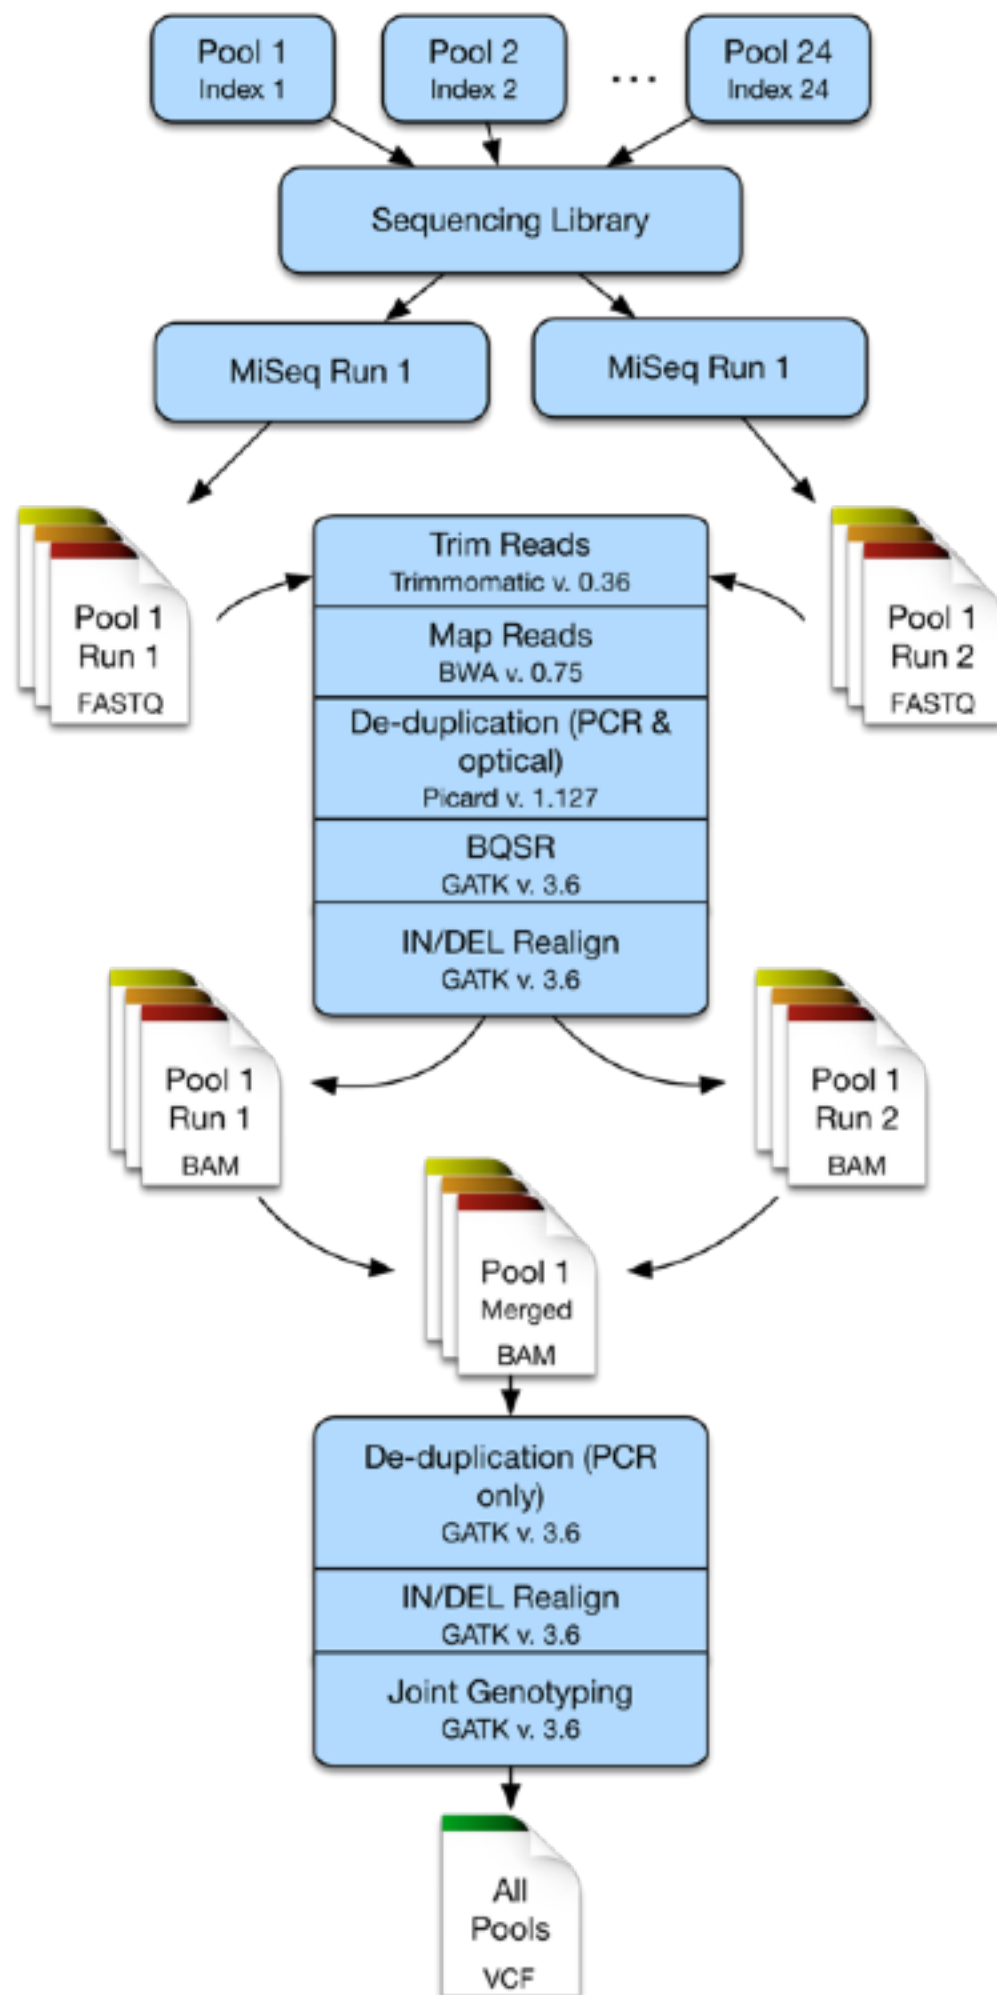 Pool 1
Index 1
Pool 2
Index 2
...
Pool 24
Index 24
Sequencing Library
MiSeq Run 1
MiSeq Run 1
Pool 1
Run 1
FASTQ
Trim Reads
Trimmomatic v. 0.36
Map Reads
BWA v. 0.75
De-duplication (PCR &
optical)
Picard v. 1.127
BQSR
GATK v. 3.6
IN/DEL Realign
GATK v. 3.6
Pool 1
Run 2
FASTQ
Pool 1
Run 1
BAM
Pool 1
Run 2
BAM
Pool 1
Merged
BAM
De-duplication (PCR
only)
GATK v. 3.6
IN/DEL Realign
GATK v. 3.6
Joint Genotyping
GATK v. 3.6
All
Pools
VCF